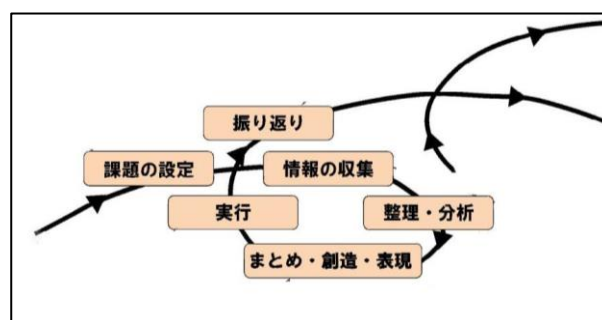 振り返り
課題の設定
情報の収集
実行
整理・分析
まとめ・創造・表現